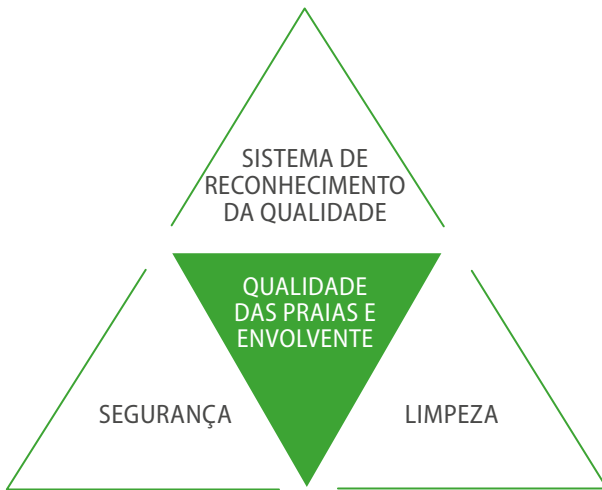 SISTEMA DE
RECONHECIMENTO
DA QUALIDADE
QUALIDADE
DAS PRAIAS E
ENVOLVENTE
SEGURANÇA
LIMPEZA